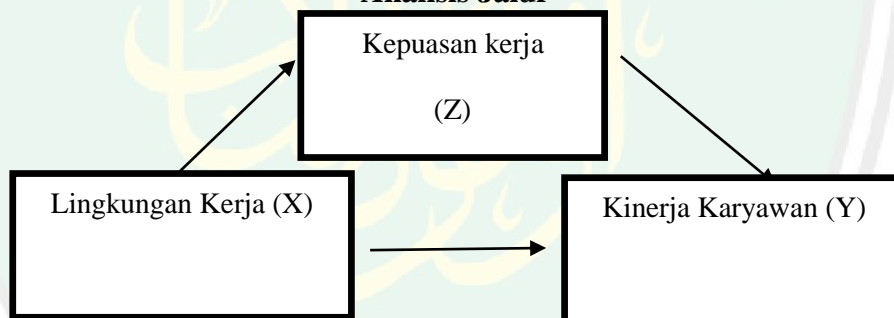 Kepuasan kerja
(Z)
Lingkungan Kerja (X)
Kinerja Karyawan (Y)